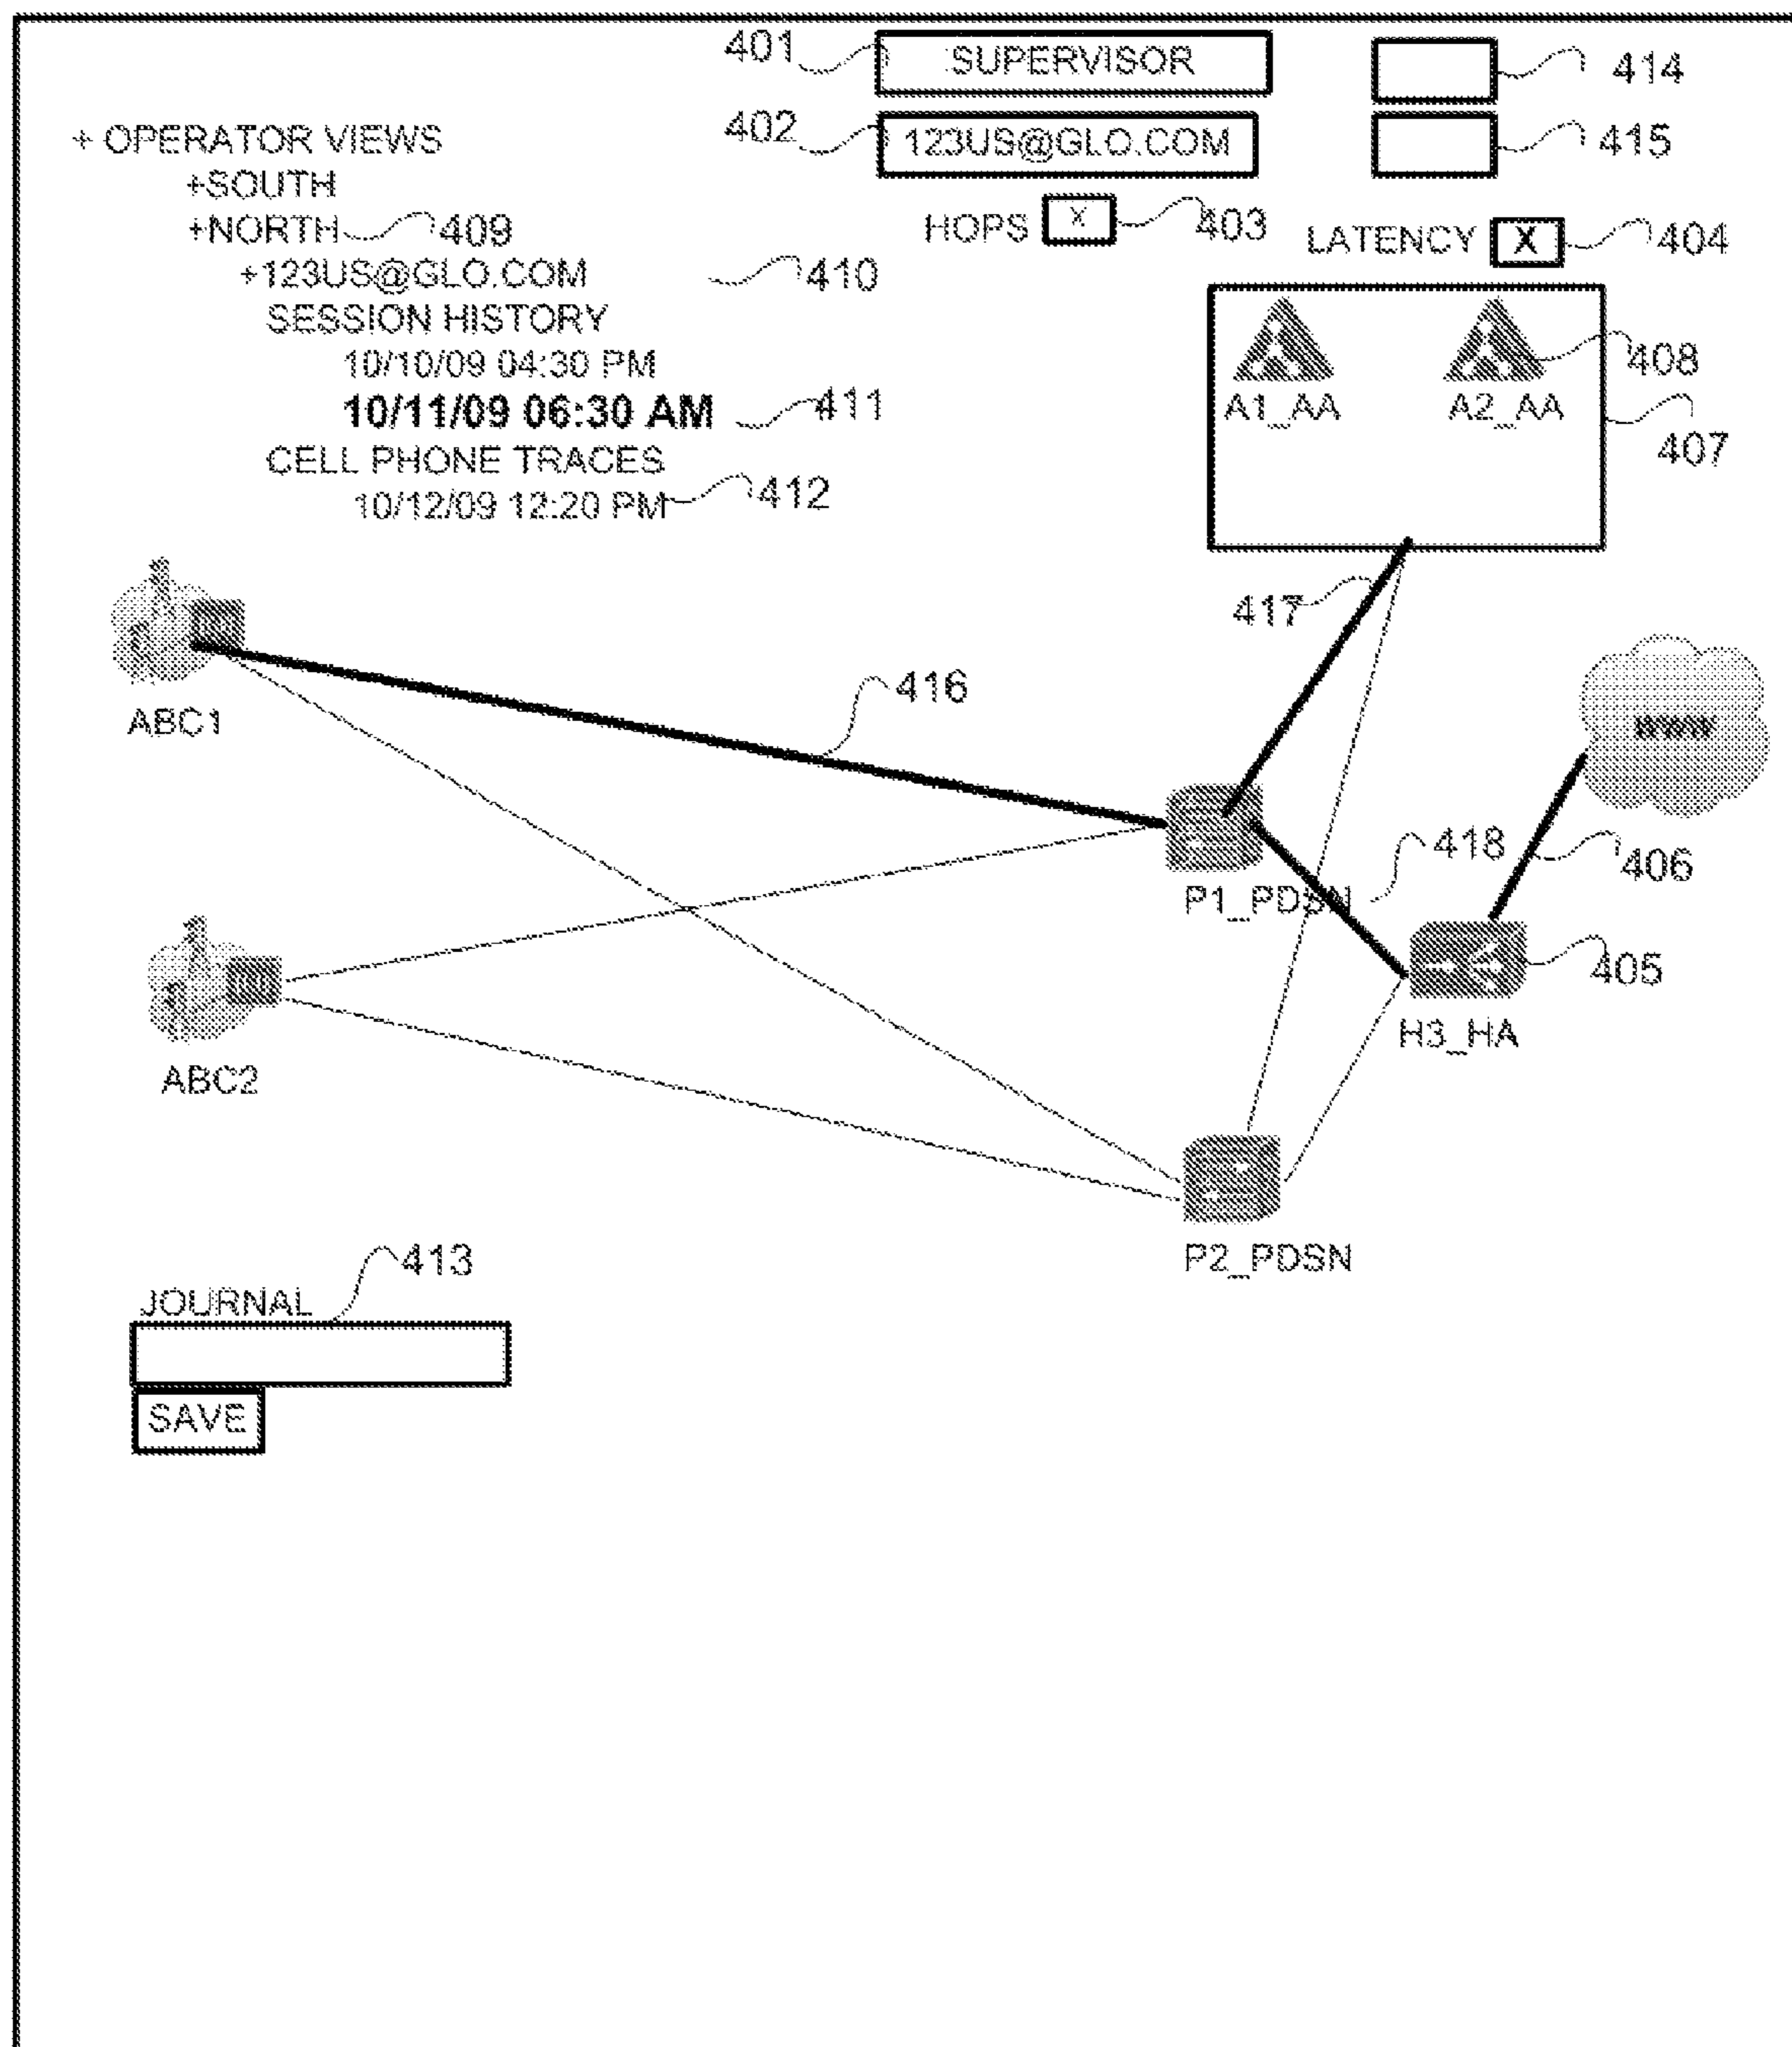 401 SUPERVISOR 414
402 123US@GLO.COM 415
+ OPERATOR VIEWS
+SOUTH
+NORTH 409
HOPS X 403
LATENCY X 404
+123US@GLO.COM 410
SESSION HISTORY
10/10/09 04:30 PM
10/11/09 06:30 AM 411
CELL PHONE TRACES
10/12/09 12:20 PM 412
408
A1_AA A2_AA
407
417
416
ABC1
WWW
418
406
P1_PDSN
405
H3_HA
ABC2
P2_PDSN
413
JOURNAL
SAVE